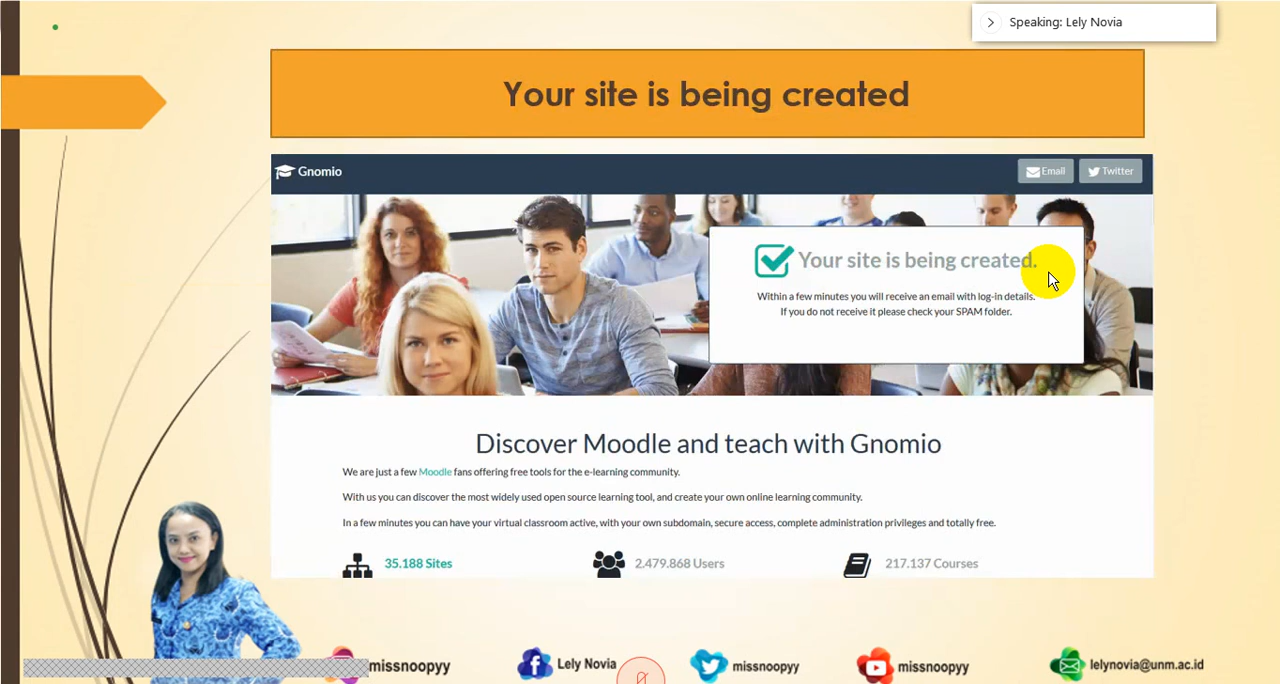 Speaking: Lely Novia
Your site is being created
Gnomio
Email
Twitter
Your site is being created.
Within a few minutes you will receive an email with log-in details.
If you do not receive it please check your SPAM folder.
Discover Moodle and teach with Gnomio
We are just a few Moodle fans offering free tools for the e-learning community.
With us you can discover the most widely used open source learning tool, and create your own online learning community.
In a few minutes you can have your virtual classroom active, with your own subdomain, secure access, complete administration privileges and totally free.
35.188 Sites
2.479.868 Users
217.137 Courses
missnoopyy
Lely Novia
missnoopyy
missnoopyy
lelynovia@unm.ac.id